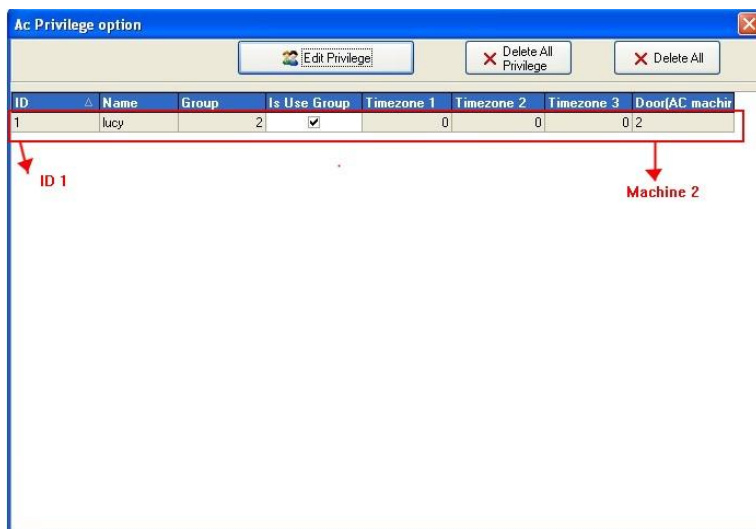 Ac Privilege option
Edit Privilege
Delete All
Privilege
Delete All
ID Name Group Is Use Group Timezone 1 Timezone 2 Timezone 3 Door(AC machin
1 lucy 2 0 0 0 2
ID 1
Machine 2